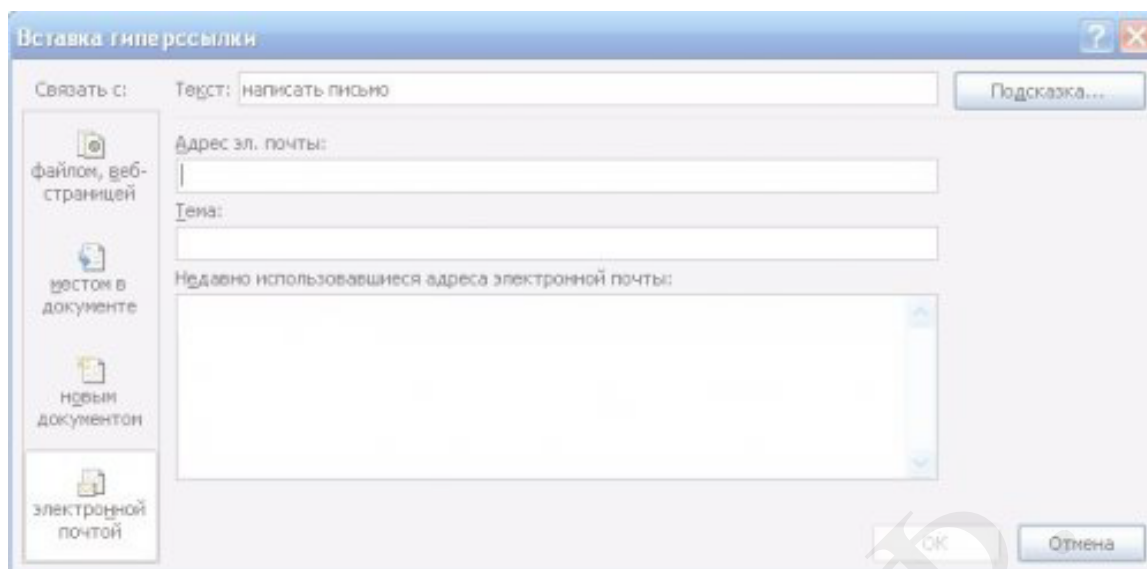 Вставка гиперссылки
Связать с:
Текст: написать письмо
Подсказка...
файлом, веб-
страницей
местом в
документе
новым
документом
электронной
почтой
Адрес эл. почты:
Тема:
Недавно использовавшиеся адреса электронной почты:
OK
Отмена